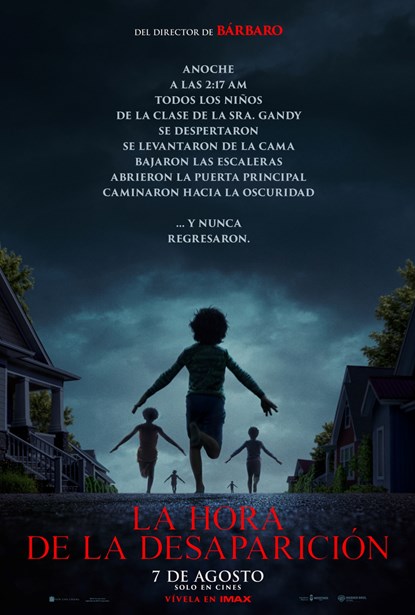 DEL DIRECTOR DE BÁRBARO
ANOCHE
A LAS 2:17 AM
TODOS LOS NIÑOS
DE LA CLASE DE LA SRA. GANDY
SE DESPERTARON
SE LEVANTARON DE LA CAMA
BAJARON LAS ESCALERAS
ABRIERON LA PUERTA PRINCIPAL
CAMINARON HACIA LA OSCURIDAD
... Y NUNCA
REGRESARON.
LA HORA
DE LA DESAPARICIÓN
7 DE AGOSTO
SOLO EN CINES
VÍVELA EN IMAX